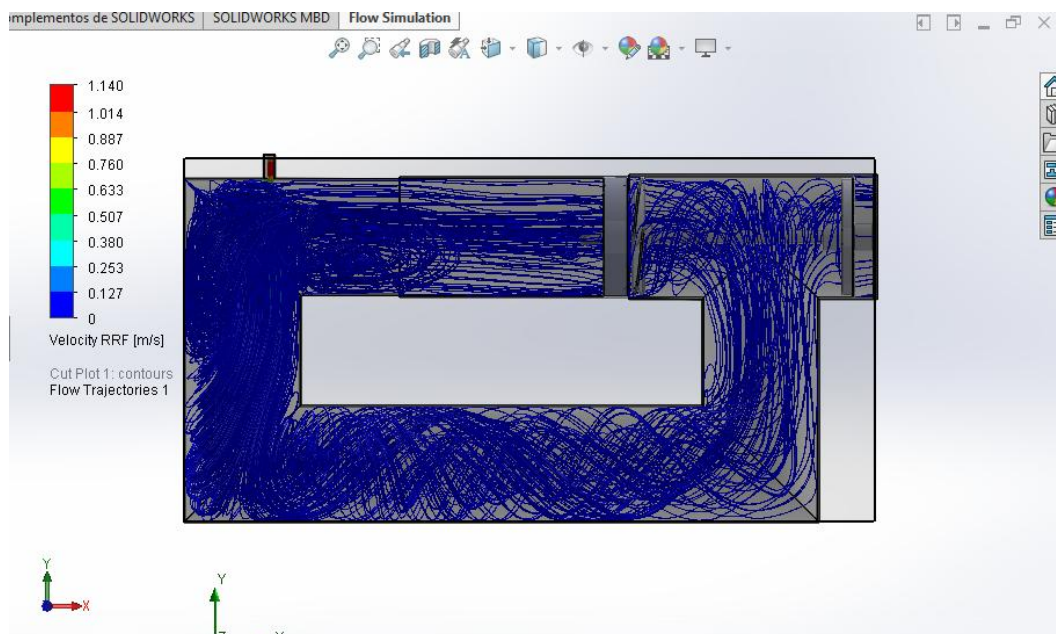 omplementos de SOLIDWORKS SOLIDWORKS MBD Flow Simulation
1.140
1.014
0.887
0.760
0.633
0.507
0.380
0.253
0.127
0
Velocity RRF [m/s]
Cut Plot 1: contours
Flow Trajectories 1
Y
X
Y